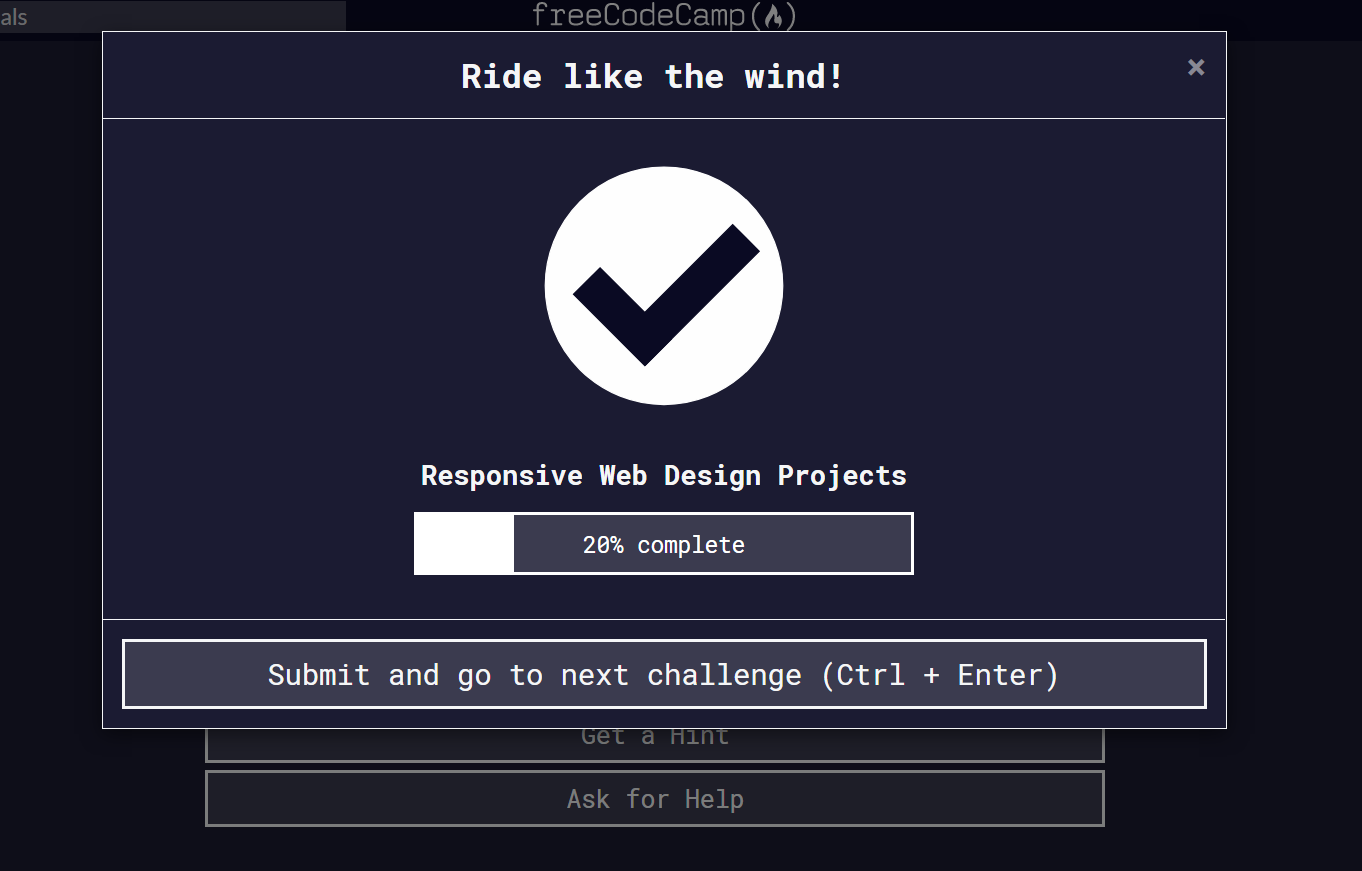 als
freeCodeCamp
Ride like the wind!
×
Responsive Web Design Projects
20% complete
Submit and go to next challenge (Ctrl + Enter)
Get a Hint
Ask for Help